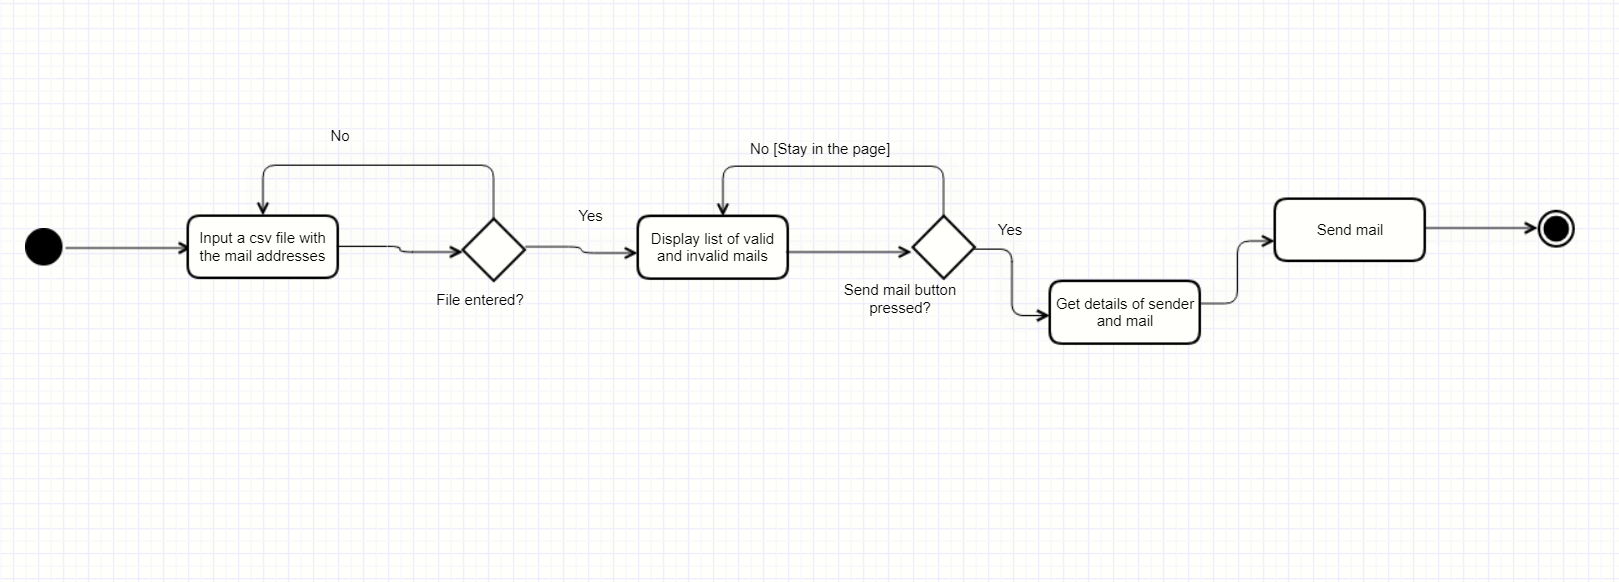 No
Input a csv file with
the mail addresses
File entered?
Yes
No [Stay in the page]
Display list of valid
and invalid mails
Send mail button
pressed?
Yes
Get details of sender
and mail
Send mail